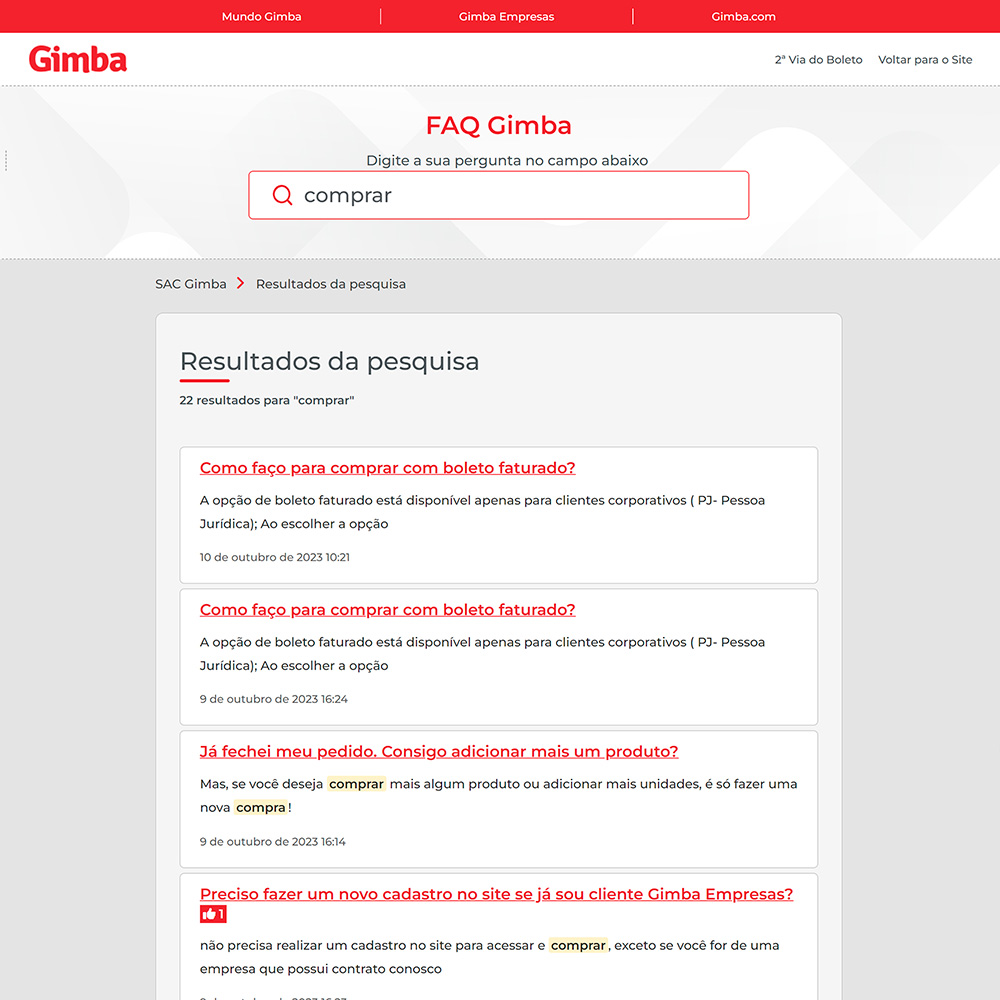 Mundo Gimba
Gimba Empresas
Gimba.com
Gimba
2ª Via do Boleto
Voltar para o Site
FAQ Gimba
Digite a sua pergunta no campo abaixo
comprar
SAC Gimba
Resultados da pesquisa
Resultados da pesquisa
22 resultados para "comprar"
Como faço para comprar com boleto faturado?
A opção de boleto faturado está disponível apenas para clientes corporativos ( PJ- Pessoa
Jurídica); Ao escolher a opção
10 de outubro de 2023 10:21
Como faço para comprar com boleto faturado?
A opção de boleto faturado está disponível apenas para clientes corporativos ( PJ- Pessoa
Jurídica); Ao escolher a opção
9 de outubro de 2023 16:24
Já fechei meu pedido. Consigo adicionar mais um produto?
Mas, se você deseja comprar mais algum produto ou adicionar mais unidades, é só fazer uma
nova compra!
9 de outubro de 2023 16:14
Preciso fazer um novo cadastro no site se já sou cliente Gimba Empresas?
1
não precisa realizar um cadastro no site para acessar e comprar, exceto se você for de uma
empresa que possui contrato conosco